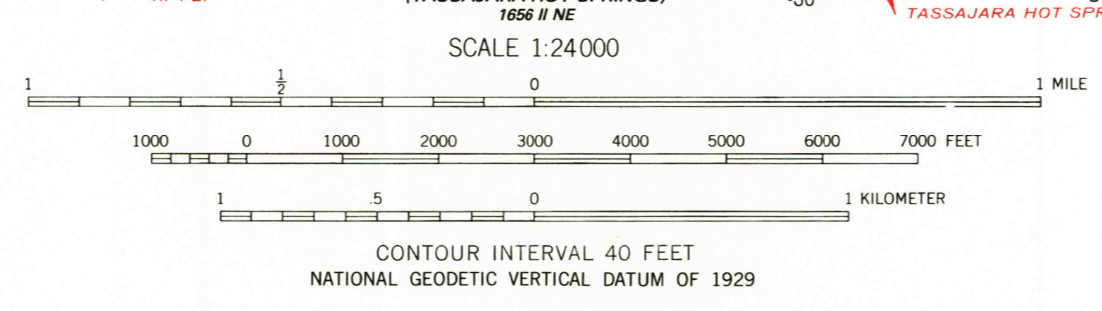 1656 II NE
TASSAJARA HOT SPR
SCALE 1:24000
1 1/2 0 1 MILE
1000 0 1000 2000 3000 4000 5000 6000 7000 FEET
1 .5 0 1 KILOMETER
CONTOUR INTERVAL 40 FEET
NATIONAL GEODETIC VERTICAL DATUM OF 1929